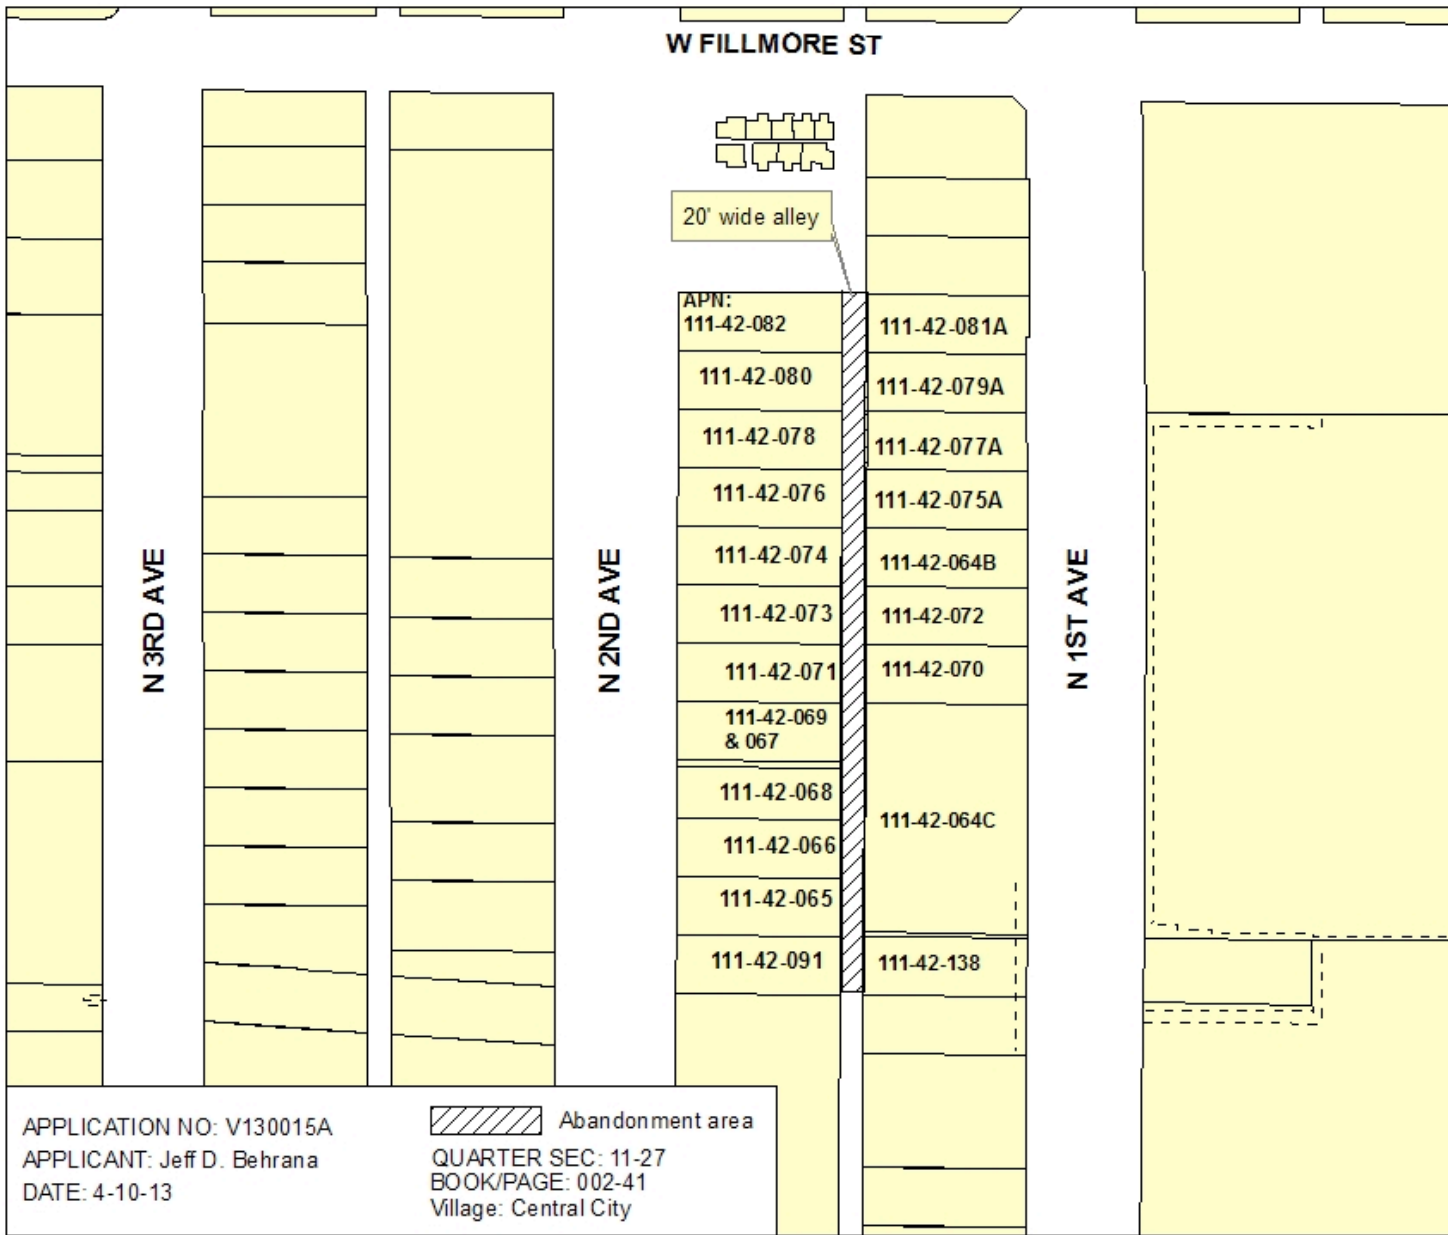 W FILLMORE ST
20' wide alley
APN:
111-42-082
111-42-081A
111-42-080
111-42-079A
111-42-078
111-42-077A
111-42-076
111-42-075A
111-42-074
111-42-064B
111-42-073
111-42-072
111-42-071
111-42-070
111-42-069
& 067
111-42-068
111-42-064C
111-42-066
111-42-065
111-42-091
111-42-138
N 3RD AVE
N 2ND AVE
N 1ST AVE
APPLICATION NO: V130015A
APPLICANT: Jeff D. Behrana
DATE: 4-10-13
Abandonment area
QUARTER SEC: 11-27
BOOK/PAGE: 002-41
Village: Central City